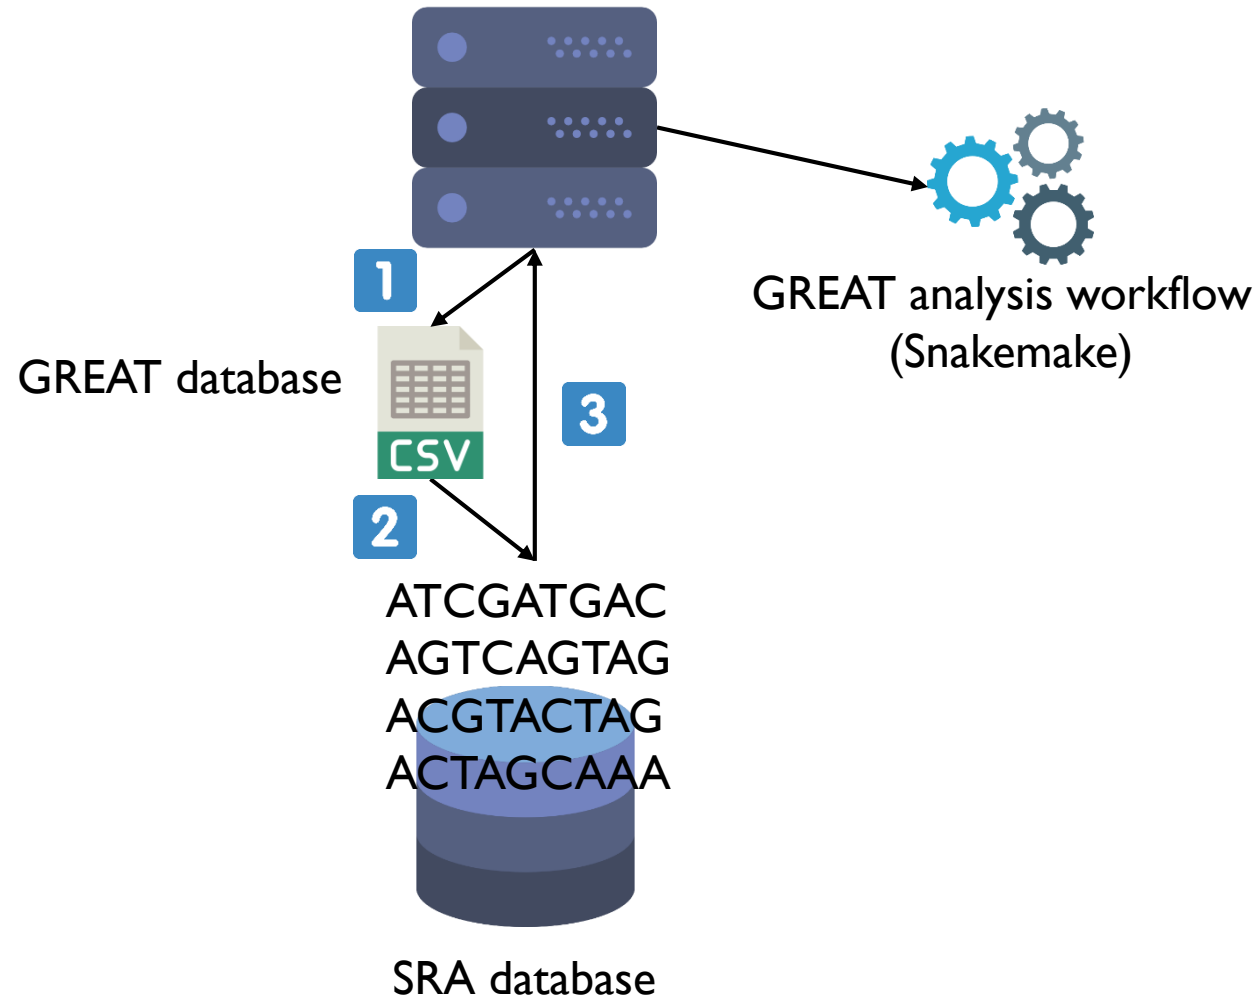 1
GREAT analysis workflow
(Snakemake)
GREAT database
3
CSV
2
ATCGATGAC
AGTCAGTAG
ACGTACTAG
ACTAGCAAA
SRA database